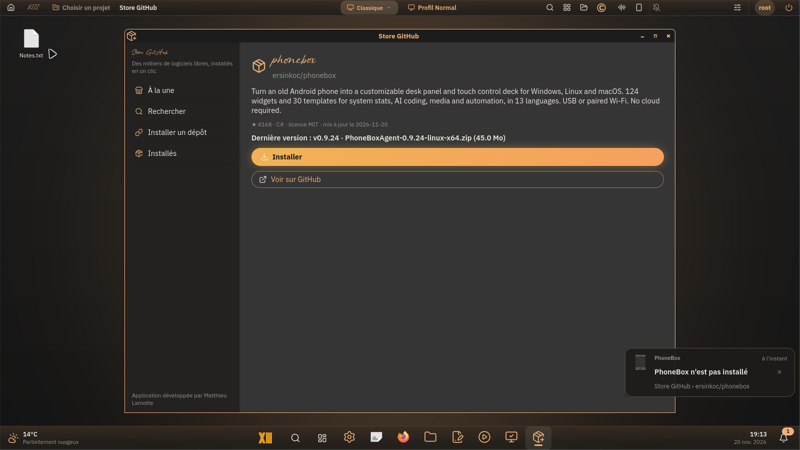 XIII
Choisir un projet
Store GitHub
Classique
Profil Normal
root
Notes.txt
Store GitHub
Store GitHub
Des milliers de logiciels libres, installés
en un clic
À la une
Rechercher
Installer un dépôt
Installés
Application développée par Matthieu
Lamotte
phonebox
ersinkoc/phonebox
Turn an old Android phone into a customizable desk panel and touch control deck for Windows, Linux and macOS. 124
widgets and 30 templates for system stats, AI coding, media and automation, in 13 languages. USB or paired Wi-Fi. No cloud
required.
★ 4168 · C# · licence MIT · mis à jour le 2026-11-20
Dernière version : v0.9.24 · PhoneBoxAgent-0.9.24-linux-x64.zip (45.0 Mo)
Installer
Voir sur GitHub
PhoneBox
à l'instant
PhoneBox n'est pas installé
Store GitHub › ersinkoc/phonebox
14°C
Partiellement nuageux
XIII
19:13
20 nov. 2026
1